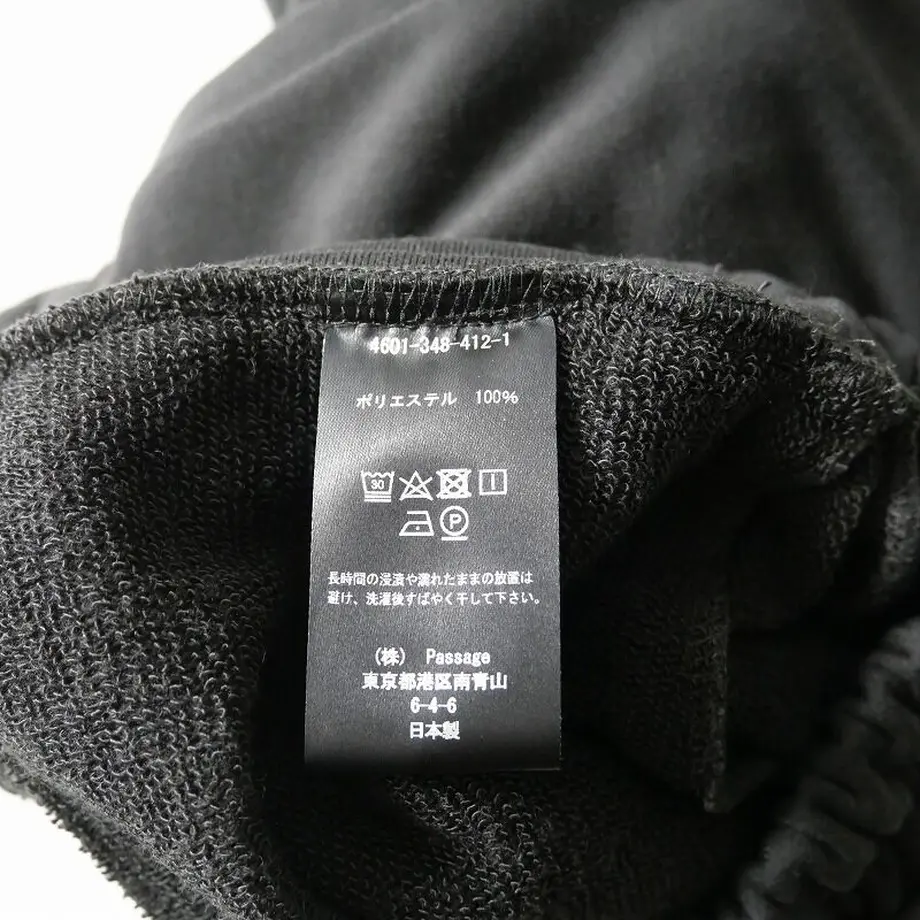 4601-348-412-1
ポリエステル 100%
30
P
長時間の浸漬や濡れたままの放置は
避け、洗濯後すばやく干して下さい。
(株) Passage
東京都港区南青山
6-4-6
日本製